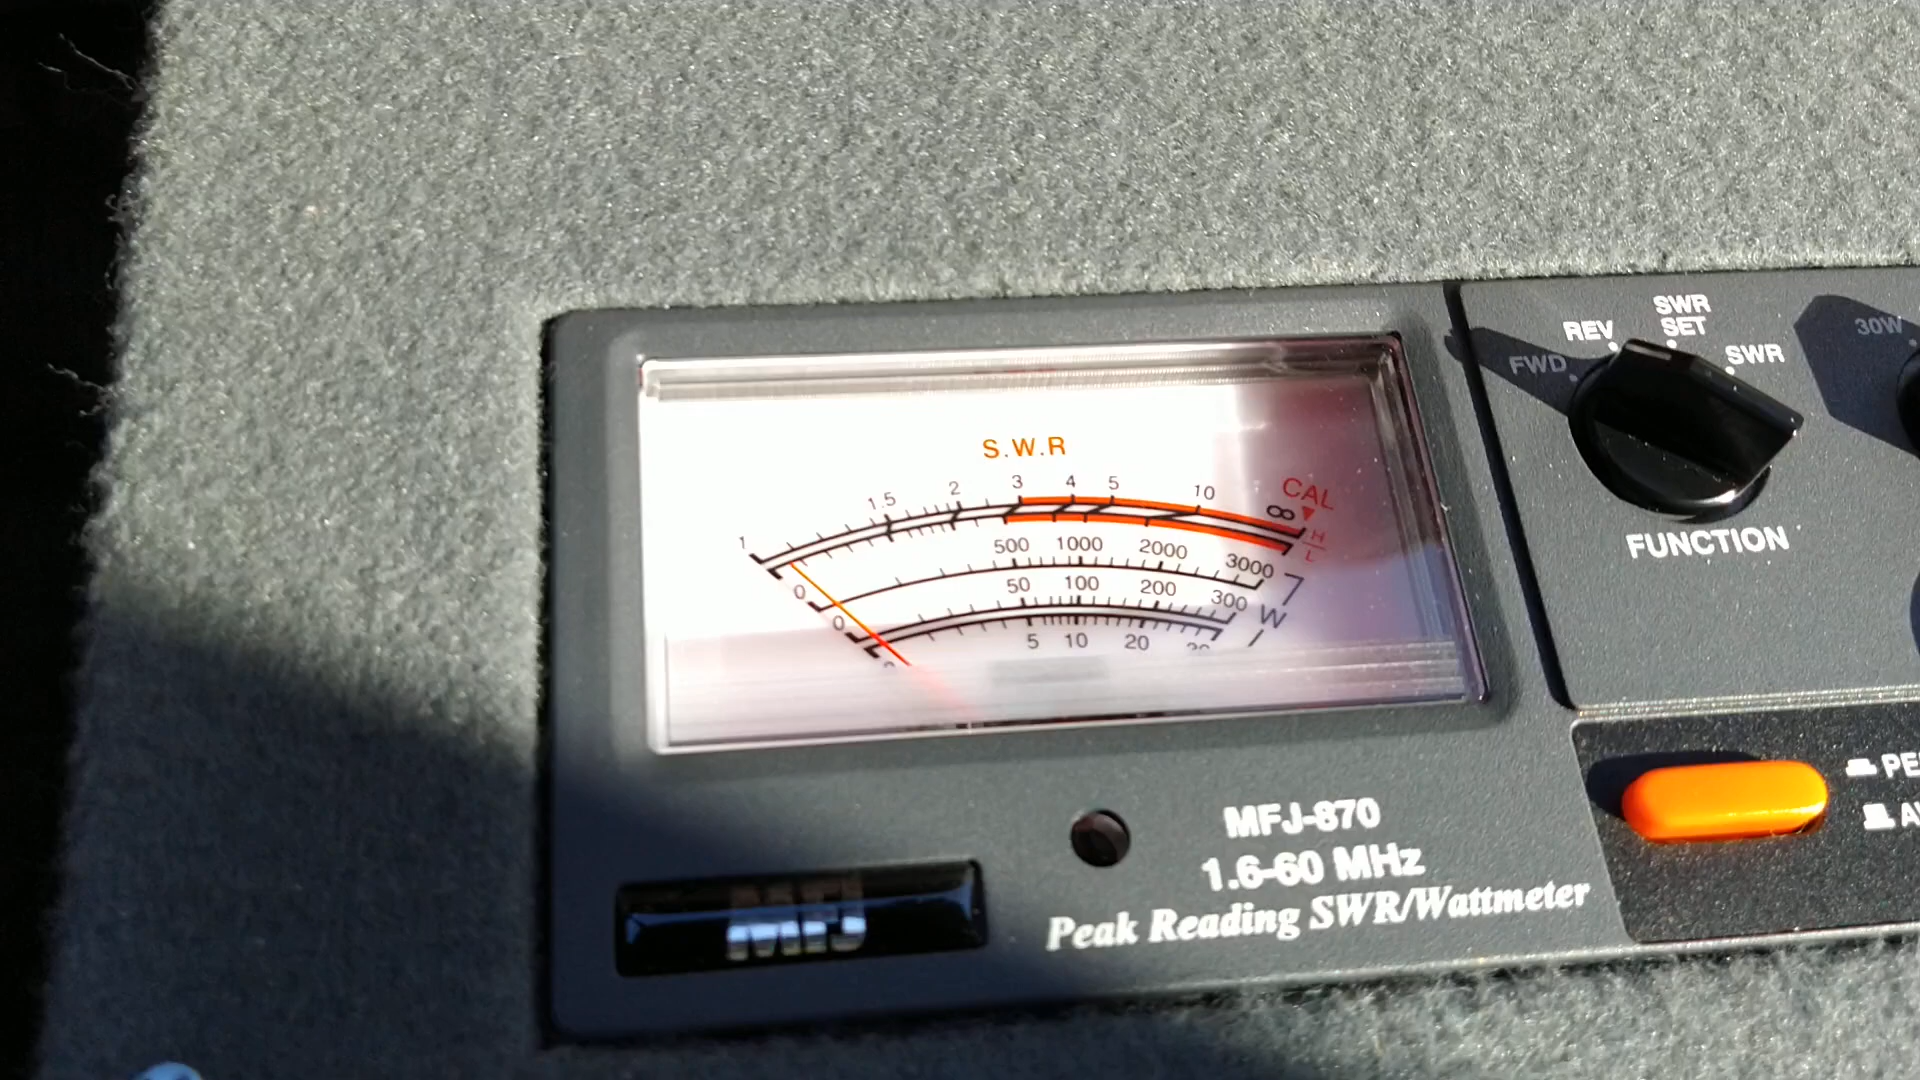 S.W.R
1 1.5 2 3 4 5 10 ∞ CAL
H
L
0 500 1000 2000 3000
0 50 100 200 300 W
5 10 20
FWD REV SWR SET SWR
FUNCTION
30W
MFJ-870
1.6-60 MHz
Peak Reading SWR/Wattmeter
MFJ